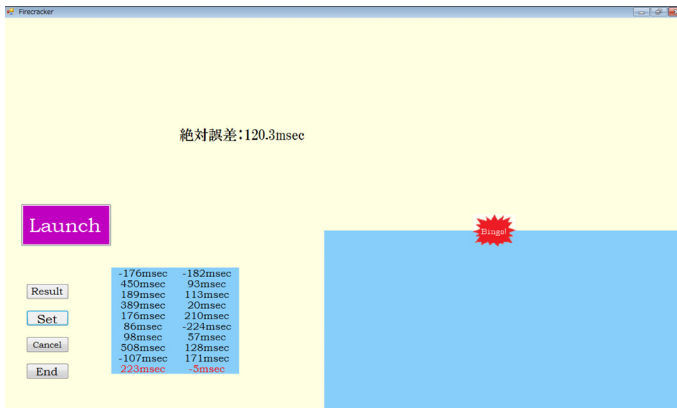 Firecracker
絶対誤差:120.3msec
Launch
Bingo!
Result
Set
Cancel
End
-176msec -182msec
450msec 93msec
189msec 113msec
389msec 20msec
176msec 210msec
86msec -224msec
98msec 57msec
508msec 128msec
-107msec 171msec
223msec -5msec